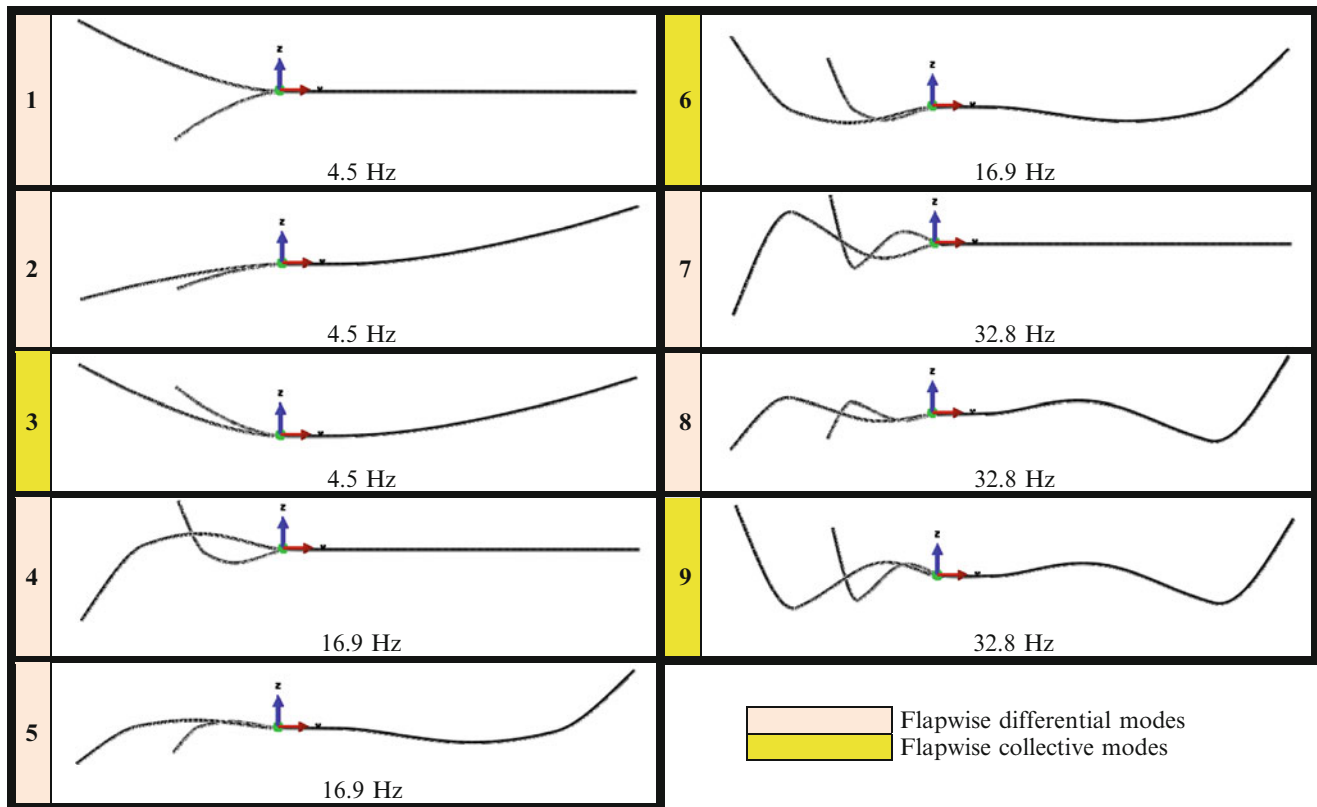 1
z
4.5 Hz
2
z
4.5 Hz
3
z
4.5 Hz
4
z
16.9 Hz
5
z
16.9 Hz
6
z
16.9 Hz
7
z
32.8 Hz
8
z
32.8 Hz
9
z
32.8 Hz
Flapwise differential modes
Flapwise collective modes